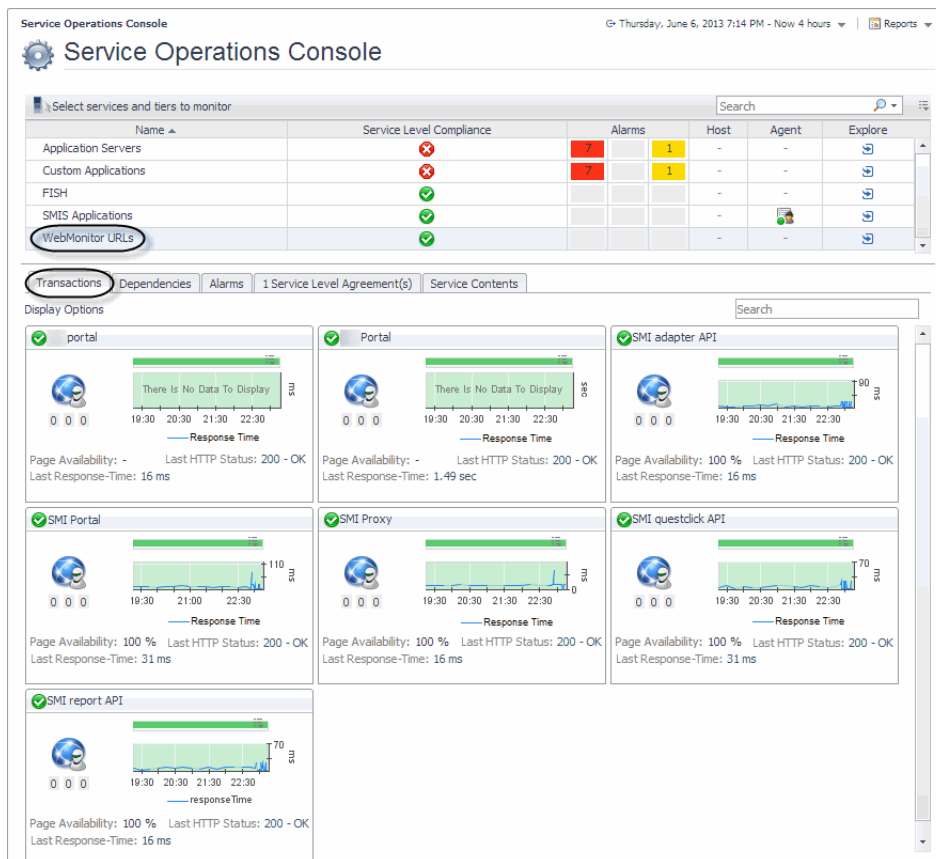 Service Operations Console
Thursday, June 6, 2013 7:14 PM - Now 4 hours | Reports
Service Operations Console
Select services and tiers to monitor Search
Name Service Level Compliance Alarms Host Agent Explore
Application Servers 7 1 - -
Custom Applications 7 1 - -
FISH - -
SMIS Applications -
WebMonitor URLs - -
Transactions Dependencies Alarms 1 Service Level Agreement(s) Service Contents
Display Options Search
portal
There Is No Data To Display ms
0 0 0 19:30 20:30 21:30 22:30
Response Time
Page Availability: - Last HTTP Status: 200 - OK
Last Response-Time: 16 ms
Portal
There Is No Data To Display sec
0 0 0 19:30 20:30 21:30 22:30
Response Time
Page Availability: - Last HTTP Status: 200 - OK
Last Response-Time: 1.49 sec
SMI adapter API
90 ms
0 0 0 19:30 20:30 21:30 22:30
Response Time
Page Availability: 100 % Last HTTP Status: 200 - OK
Last Response-Time: 16 ms
SMI Portal
110 ms
0 0 0 19:30 21:00 22:30
Response Time
Page Availability: 100 % Last HTTP Status: 200 - OK
Last Response-Time: 31 ms
SMI Proxy
ms
0
0 0 0 19:30 20:30 21:30 22:30
Response Time
Page Availability: 100 % Last HTTP Status: 200 - OK
Last Response-Time: 16 ms
SMI questclick API
70 ms
0 0 0 19:30 20:30 21:30 22:30
Response Time
Page Availability: 100 % Last HTTP Status: 200 - OK
Last Response-Time: 31 ms
SMI report API
70 ms
0 0 0 19:30 20:30 21:30 22:30
responseTime
Page Availability: 100 % Last HTTP Status: 200 - OK
Last Response-Time: 16 ms